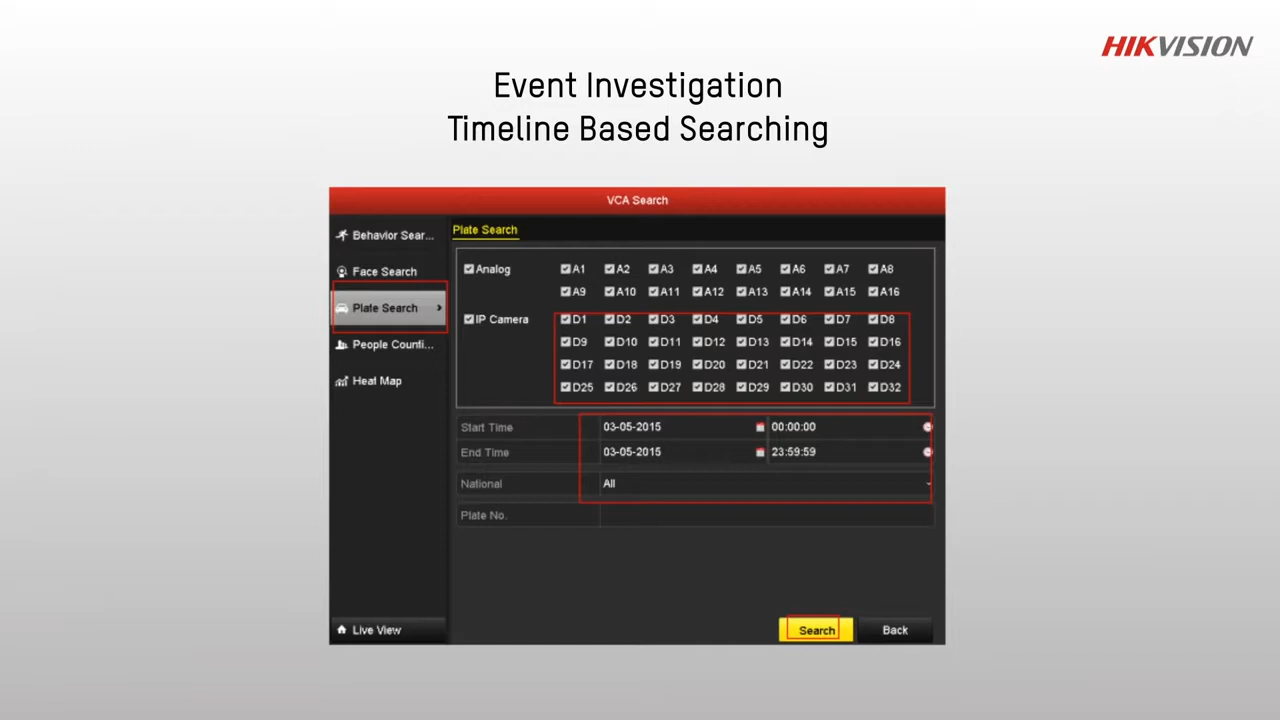 HIKVISION
Event Investigation
Timeline Based Searching
VCA Search
Behavior Sear...
Face Search
Plate Search
People Counti...
Heat Map
Live View
Plate Search
Analog A1 A2 A3 A4 A5 A6 A7 A8
A9 A10 A11 A12 A13 A14 A15 A16
IP Camera D1 D2 D3 D4 D5 D6 D7 D8
D9 D10 D11 D12 D13 D14 D15 D16
D17 D18 D19 D20 D21 D22 D23 D24
D25 D26 D27 D28 D29 D30 D31 D32
Start Time 03-05-2015 00:00:00
End Time 03-05-2015 23:59:59
National All
Plate No.
Search Back